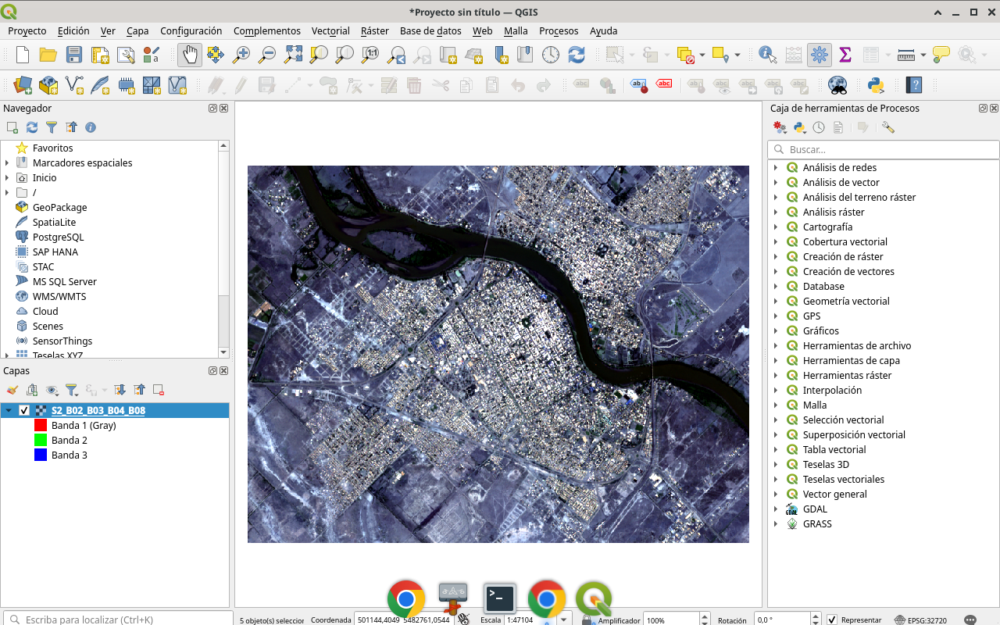 *Proyecto sin título — QGIS
Proyecto Edición Ver Capa Configuración Complementos Vectorial Ráster Base de datos Web Malla Procesos Ayuda
Navegador
Favoritos
Marcadores espaciales
Inicio
/
GeoPackage
SpatiaLite
PostgreSQL
SAP HANA
STAC
MS SQL Server
WMS/WMTS
Cloud
Scenes
SensorThings
Teselas XYZ
Capas
S2_B02_B03_B04_B08
Banda 1 (Gray)
Banda 2
Banda 3
Caja de herramientas de Procesos
Buscar...
Análisis de redes
Análisis de vector
Análisis del terreno ráster
Análisis ráster
Cartografía
Cobertura vectorial
Creación de ráster
Creación de vectores
Database
Geometría vectorial
GPS
Gráficos
Herramientas de archivo
Herramientas de capa
Herramientas ráster
Interpolación
Malla
Selección vectorial
Superposición vectorial
Tabla vectorial
Teselas 3D
Teselas vectoriales
Vector general
GDAL
GRASS
Escriba para localizar (Ctrl+K) 5 objeto(s) seleccior Coordenada 501144,4049 5482761,0544 Escala 1:47104 Amplificador 100% Rotación 0,0 ° Representar EPSG:32720